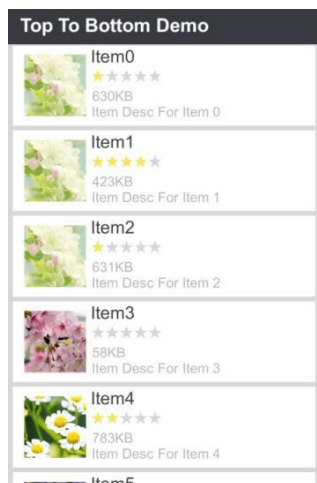 Top To Bottom Demo
Item0
630KB
Item Desc For Item 0
Item1
423KB
Item Desc For Item 1
Item2
631KB
Item Desc For Item 2
Item3
58KB
Item Desc For Item 3
Item4
783KB
Item Desc For Item 4
Item5